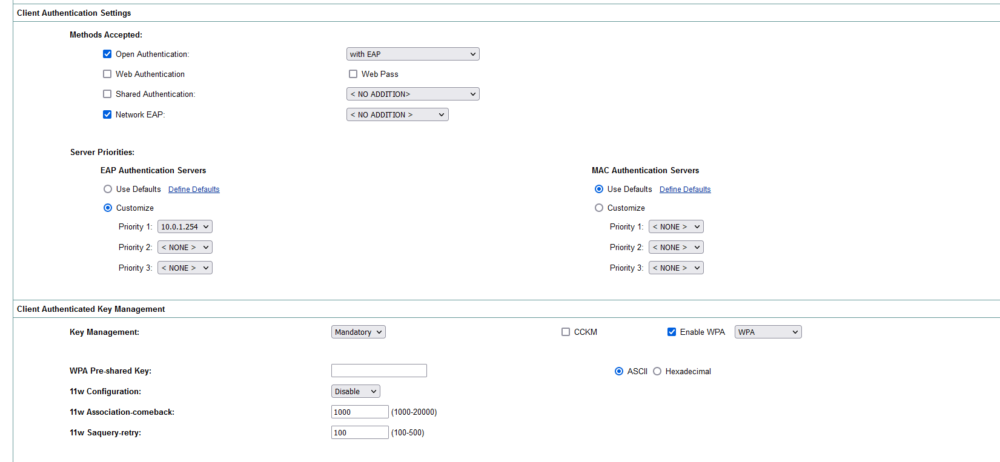 Client Authentication Settings
Methods Accepted:
Open Authentication: with EAP
Web Authentication Web Pass
Shared Authentication: < NO ADDITION>
Network EAP: < NO ADDITION >
Server Priorities:
EAP Authentication Servers MAC Authentication Servers
Use Defaults Define Defaults Use Defaults Define Defaults
Customize Customize
Priority 1: 10.0.1.254 Priority 1: < NONE >
Priority 2: < NONE > Priority 2: < NONE >
Priority 3: < NONE > Priority 3: < NONE >
Client Authenticated Key Management
Key Management: Mandatory CCKM Enable WPA WPA
WPA Pre-shared Key: ASCII Hexadecimal
11w Configuration: Disable
11w Association-comeback: 1000 (1000-20000)
11w Saquery-retry: 100 (100-500)